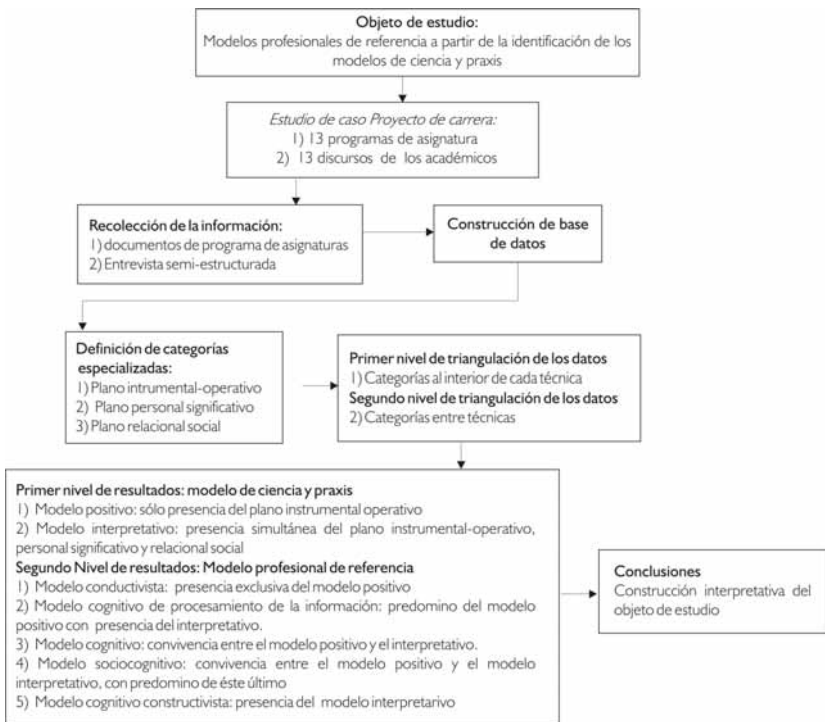 Objeto de estudio:
Modelos profesionales de referencia a partir de la identificación de los
modelos de ciencia y praxis
Estudio de caso Proyecto de carrera:
1) 13 programas de asignatura
2) 13 discursos de los académicos
Recolección de la información:
1) documentos de programa de asignaturas
2) Entrevista semi-estructurada
Construcción de base
de datos
Definición de categorías
especializadas:
1) Plano intrumental-operativo
2) Plano personal significativo
3) Plano relacional social
Primer nivel de triangulación de los datos
1) Categorías al interior de cada técnica
Segundo nivel de triangulación de los datos
2) Categorías entre técnicas
Primer nivel de resultados: modelo de ciencia y praxis
1) Modelo positivo: sólo presencia del plano instrumental operativo
2) Modelo interpretativo: presencia simultánea del plano instrumental-operativo,
personal significativo y relacional social
Segundo Nivel de resultados: Modelo profesional de referencia
1) Modelo conductivista: presencia exclusiva del modelo positivo
2) Modelo cognitivo de procesamiento de la información: predomino del modelo
positivo con presencia del interpretativo.
3) Modelo cognitivo: convivencia entre el modelo positivo y el interpretativo.
4) Modelo sociocognitivo: convivencia entre el modelo positivo y el modelo
interpretativo, con predomino de éste último
5) Modelo cognitivo constructivista: presencia del modelo interpretarivo
Conclusiones
Construcción interpretativa del
objeto de estudio